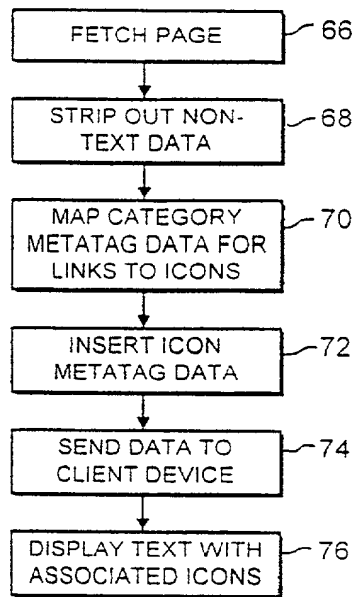 FETCH PAGE
66
STRIP OUT NON-
TEXT DATA
68
MAP CATEGORY
METATAG DATA FOR
LINKS TO ICONS
70
INSERT ICON
METATAG DATA
72
SEND DATA TO
CLIENT DEVICE
74
DISPLAY TEXT WITH
ASSOCIATED ICONS
76